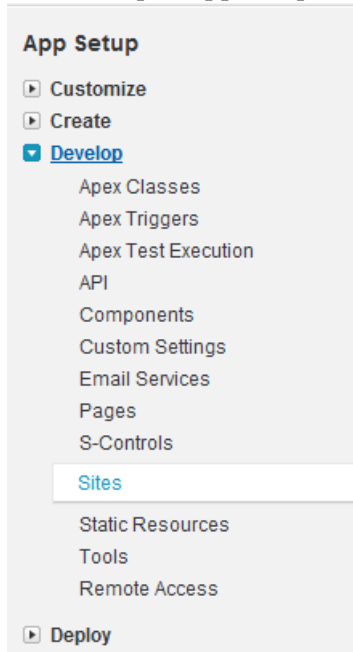 App Setup
Customize
Create
Develop
Apex Classes
Apex Triggers
Apex Test Execution
API
Components
Custom Settings
Email Services
Pages
S-Controls
Sites
Static Resources
Tools
Remote Access
Deploy